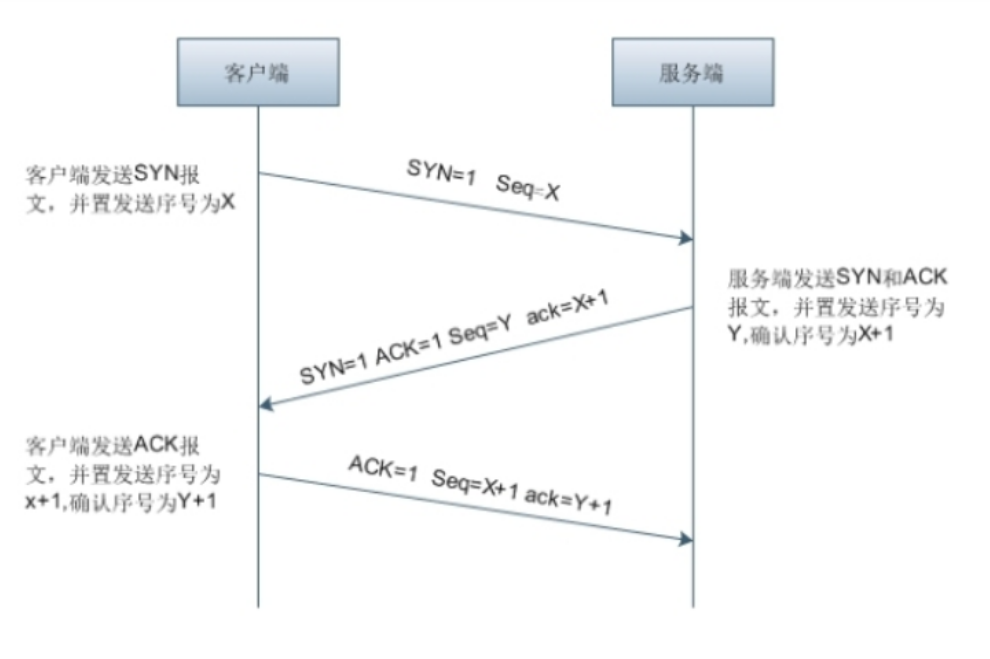 客户端
服务端
客户端发送SYN报
文，并置发送序号为X
SYN=1 Seq=X
服务端发送SYN和ACK
报文，并置发送序号为
Y,确认序号为X+1
SYN=1 ACK=1 Seq=Y ack=X+1
客户端发送ACK报
文，并置发送序号为
x+1,确认序号为Y+1
ACK=1 Seq=X+1 ack=Y+1